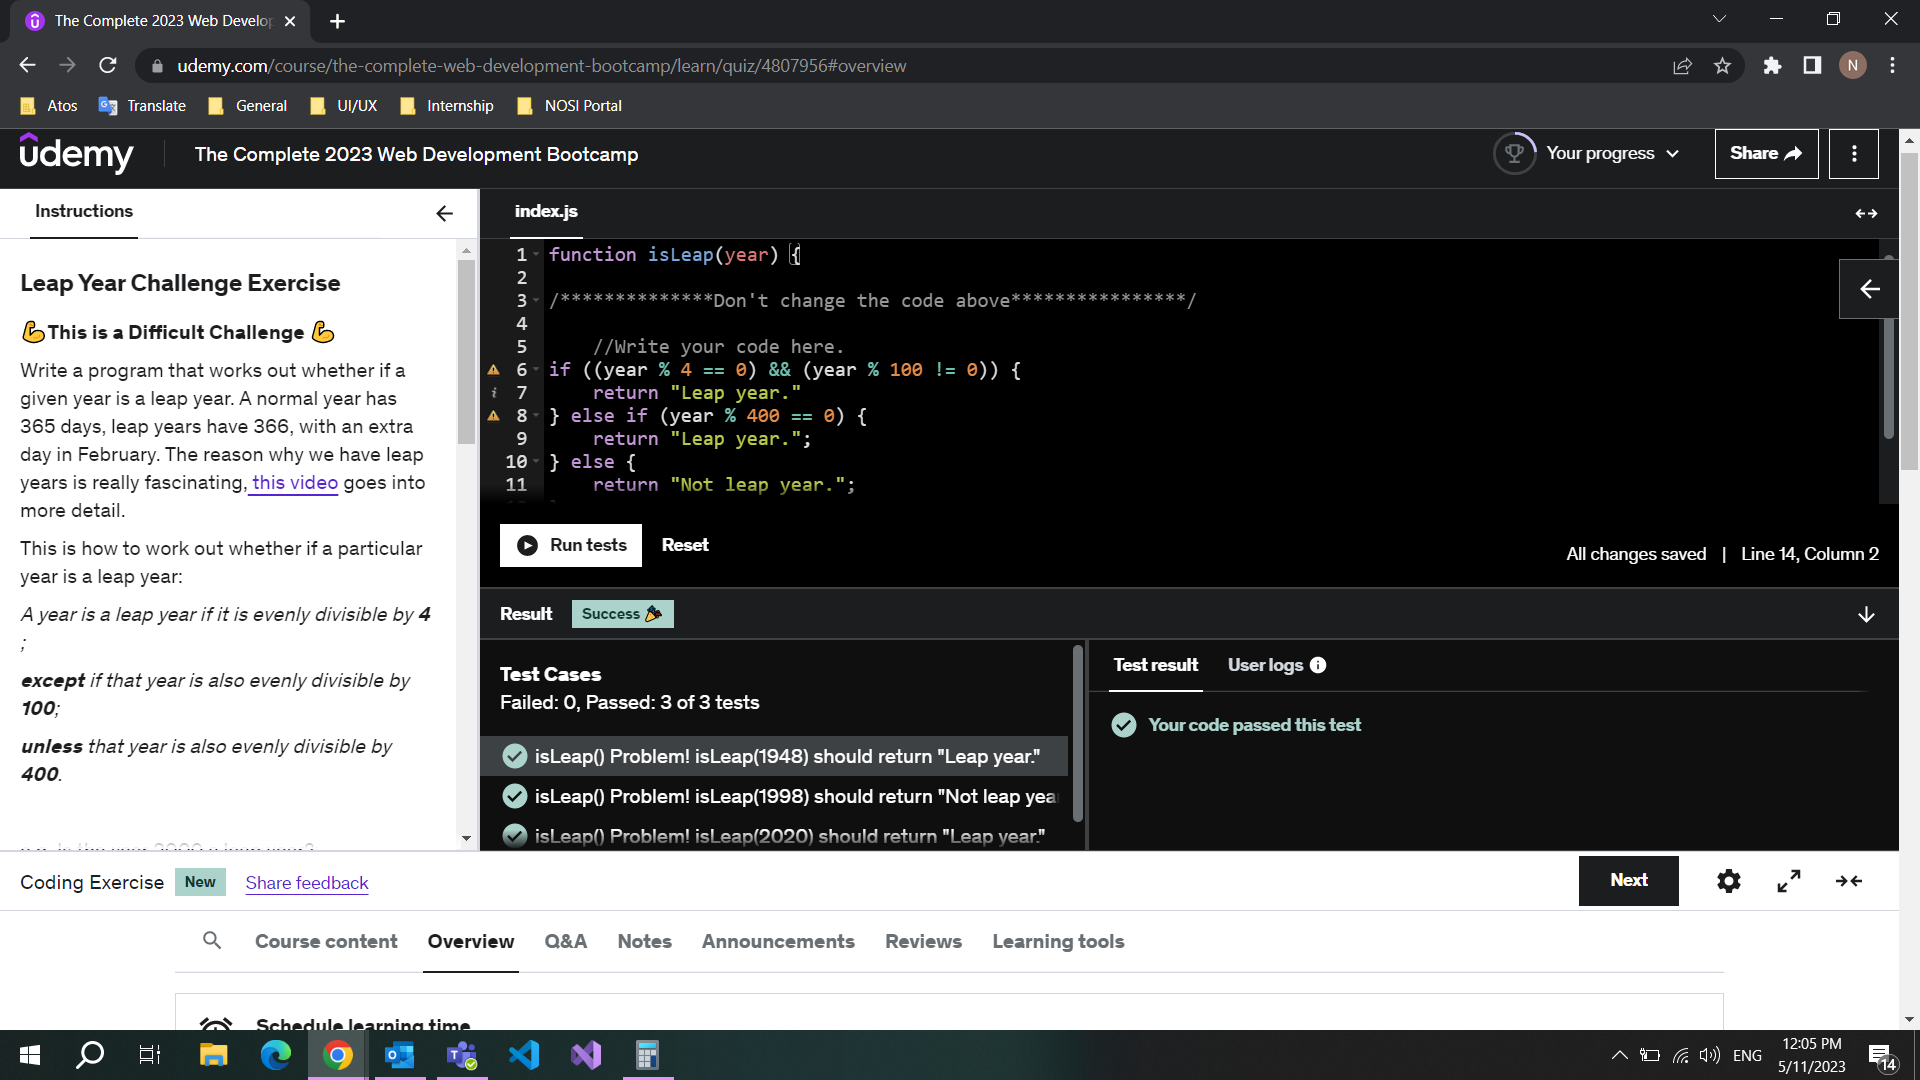 The Complete 2023 Web Develop
udemy.com/course/the-complete-web-development-bootcamp/learn/quiz/4807956#overview
N
Atos Translate General UI/UX Internship NOSI Portal
udemy The Complete 2023 Web Development Bootcamp Your progress Share
Instructions
Leap Year Challenge Exercise
💪This is a Difficult Challenge 💪
Write a program that works out whether if a
given year is a leap year. A normal year has
365 days, leap years have 366, with an extra
day in February. The reason why we have leap
years is really fascinating, this video goes into
more detail.
This is how to work out whether if a particular
year is a leap year:
A year is a leap year if it is evenly divisible by 4
;
except if that year is also evenly divisible by
100;
unless that year is also evenly divisible by
400.
index.js
1 function isLeap(year) {
2
3 /**************Don't change the code above****************/
4
5     //Write your code here.
6 if ((year % 4 == 0) && (year % 100 != 0)) {
7     return "Leap year."
8 } else if (year % 400 == 0) {
9     return "Leap year.";
10 } else {
11     return "Not leap year.";
Run tests Reset
All changes saved | Line 14, Column 2
Result Success 🎉
Test Cases
Failed: 0, Passed: 3 of 3 tests
isLeap() Problem! isLeap(1948) should return "Leap year."
isLeap() Problem! isLeap(1998) should return "Not leap yea
isLeap() Problem! isLeap(2020) should return "Leap year."
Test result User logs
Your code passed this test
Coding Exercise New Share feedback Next
Course content Overview Q&A Notes Announcements Reviews Learning tools
Schedule learning time
ENG
12:05 PM
5/11/2023
14